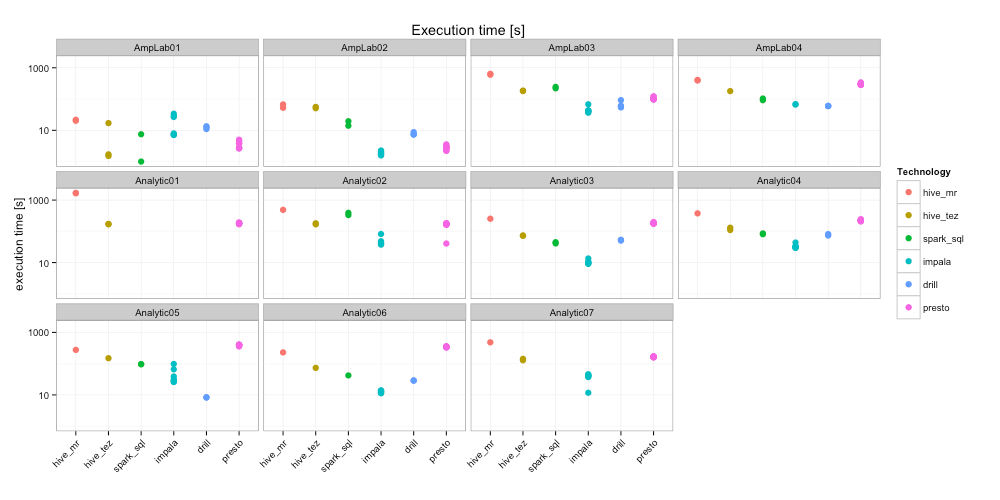 Execution time [s]
AmpLab01 AmpLab02 AmpLab03 AmpLab04
1000
10
Analytic01 Analytic02 Analytic03 Analytic04
1000
10
execution time [s]
Analytic05 Analytic06 Analytic07
1000
10
hive_mr hive_tez spark_sql impala drill presto hive_mr hive_tez spark_sql impala drill presto hive_mr hive_tez spark_sql impala drill presto
Technology
hive_mr
hive_tez
spark_sql
impala
drill
presto